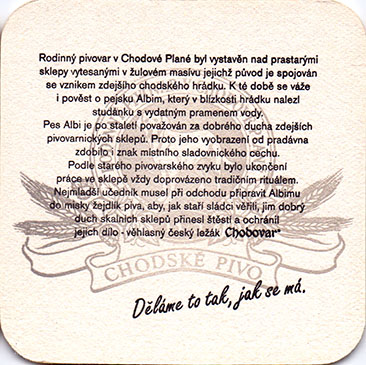 Rodinný pivovar v Chodové Plané byl vystavěn nad prastarými
sklepy vytesanými v žulovém masívu jejichž původ je spojován
se vznikem zdejšího chodského hrádku. K té době se váže
i pověst o pejsku Albim, který v blízkosti hrádku nalezl
studánku s vydatným pramenem vody.
Pes Albi je po staletí považován za dobrého ducha zdejších
pivovarnických sklepů. Proto jeho vyobrazení od pradávna
zdobilo i znak místního sladovnického cechu.
Podle starého pivovarského zvyku bylo ukončení
práce ve sklepě vždy doprovázeno tradičním rituálem.
Nejmladší učedník musel při odchodu připravit Albimu
do misky žejdlík piva, aby, jak staří sládci věřili, jim dobrý
duch skalních sklepů přinesl štěstí a ochránil
jejich dílo - věhlasný český ležák Chodovar
CHODSKÉ PIVO
Děláme to tak, jak se má.